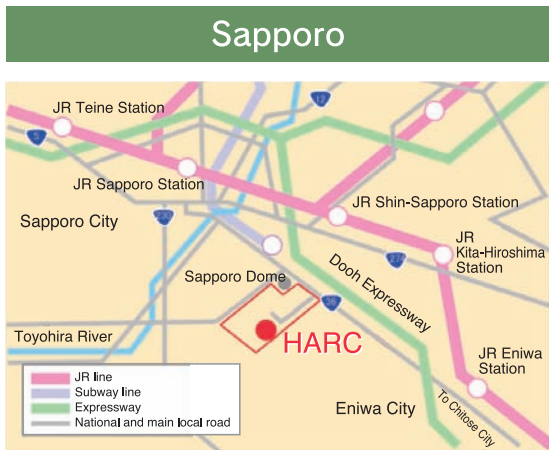 Sapporo
JR Teine Station
12
5
JR Sapporo Station
JR Shin-Sapporo Station
Sapporo City
230
JR
Kita-Hiroshima
Station
274
Dooh Expressway
Sapporo Dome
36
Toyohira River
HARC
JR Eniwa
Station
JR line
Subway line
Expressway
National and main local road
Eniwa City
To Chitose City